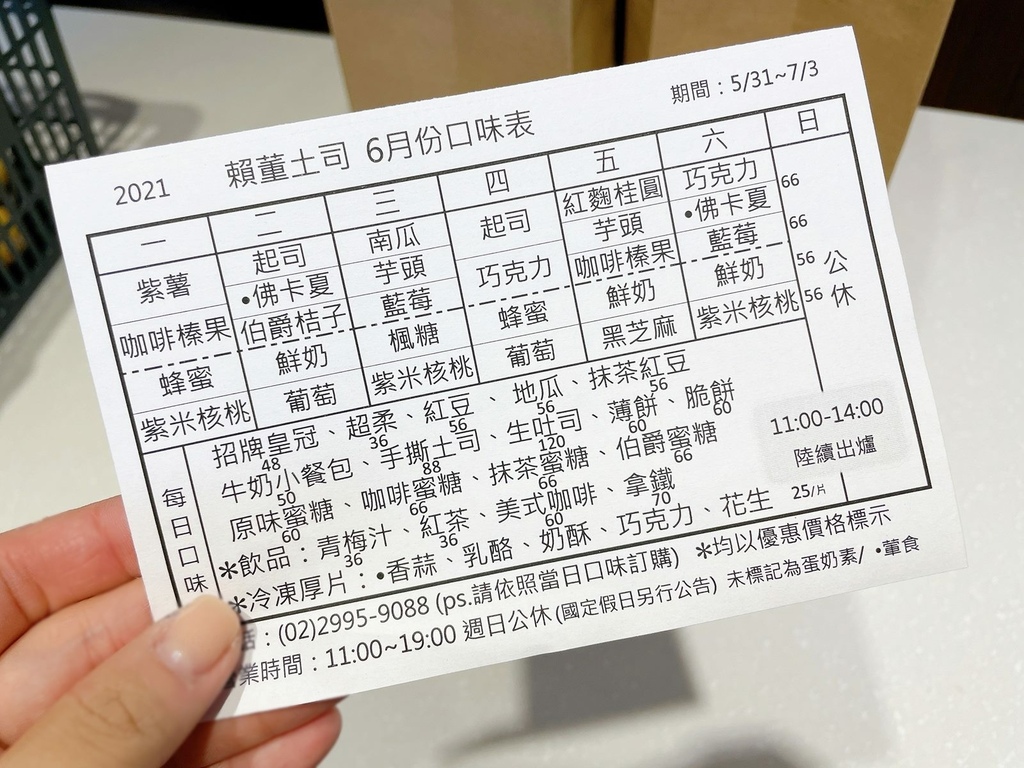 2021 賴董土司 6月份口味表 期間：5/31~7/3
一 二 三 四 五 六 日
紫薯 起司 南瓜 起司 紅麴桂圓 巧克力 66
咖啡榛果 •佛卡夏 芋頭 巧克力 芋頭 •佛卡夏 66
蜂蜜 伯爵桔子 藍莓 蜂蜜 咖啡榛果 藍莓 56
紫米核桃 鮮奶 楓糖 葡萄 鮮奶 鮮奶 56
葡萄 紫米核桃 黑芝麻 紫米核桃
公休
每日口味
招牌皇冠、超柔、紅豆、地瓜、抹茶紅豆
48 36 56 56 56
牛奶小餐包、手撕土司、生吐司、薄餅、脆餅
50 88 120 60 60
原味蜜糖、咖啡蜜糖、抹茶蜜糖、伯爵蜜糖
60 66 66 66
＊飲品：青梅汁、紅茶、美式咖啡、拿鐵
36 36 60 70
＊冷凍厚片：•香蒜、乳酪、奶酥、巧克力、花生 25/片
11:00-14:00
陸續出爐
：(02)2995-9088 (ps.請依照當日口味訂購) ＊均以優惠價格標示
業時間：11:00~19:00 週日公休(國定假日另行公告) 未標記為蛋奶素/ •葷食